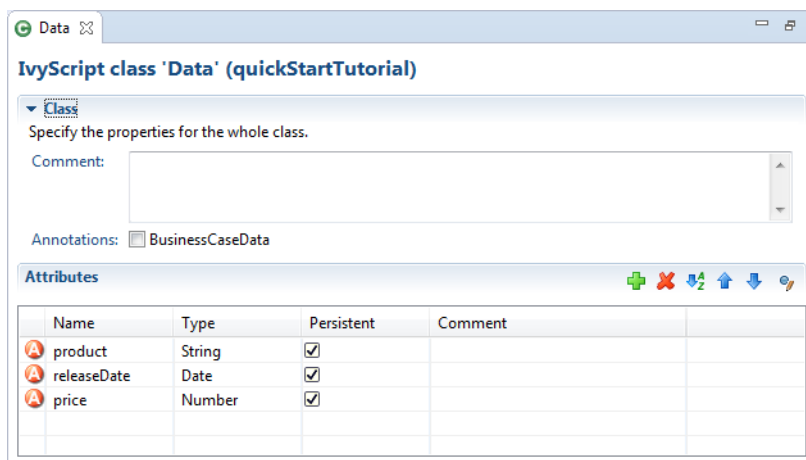 Data
IvyScript class 'Data' (quickStartTutorial)
Class
Specify the properties for the whole class.
Comment:
Annotations: BusinessCaseData
Attributes
Name Type Persistent Comment
product String
releaseDate Date
price Number